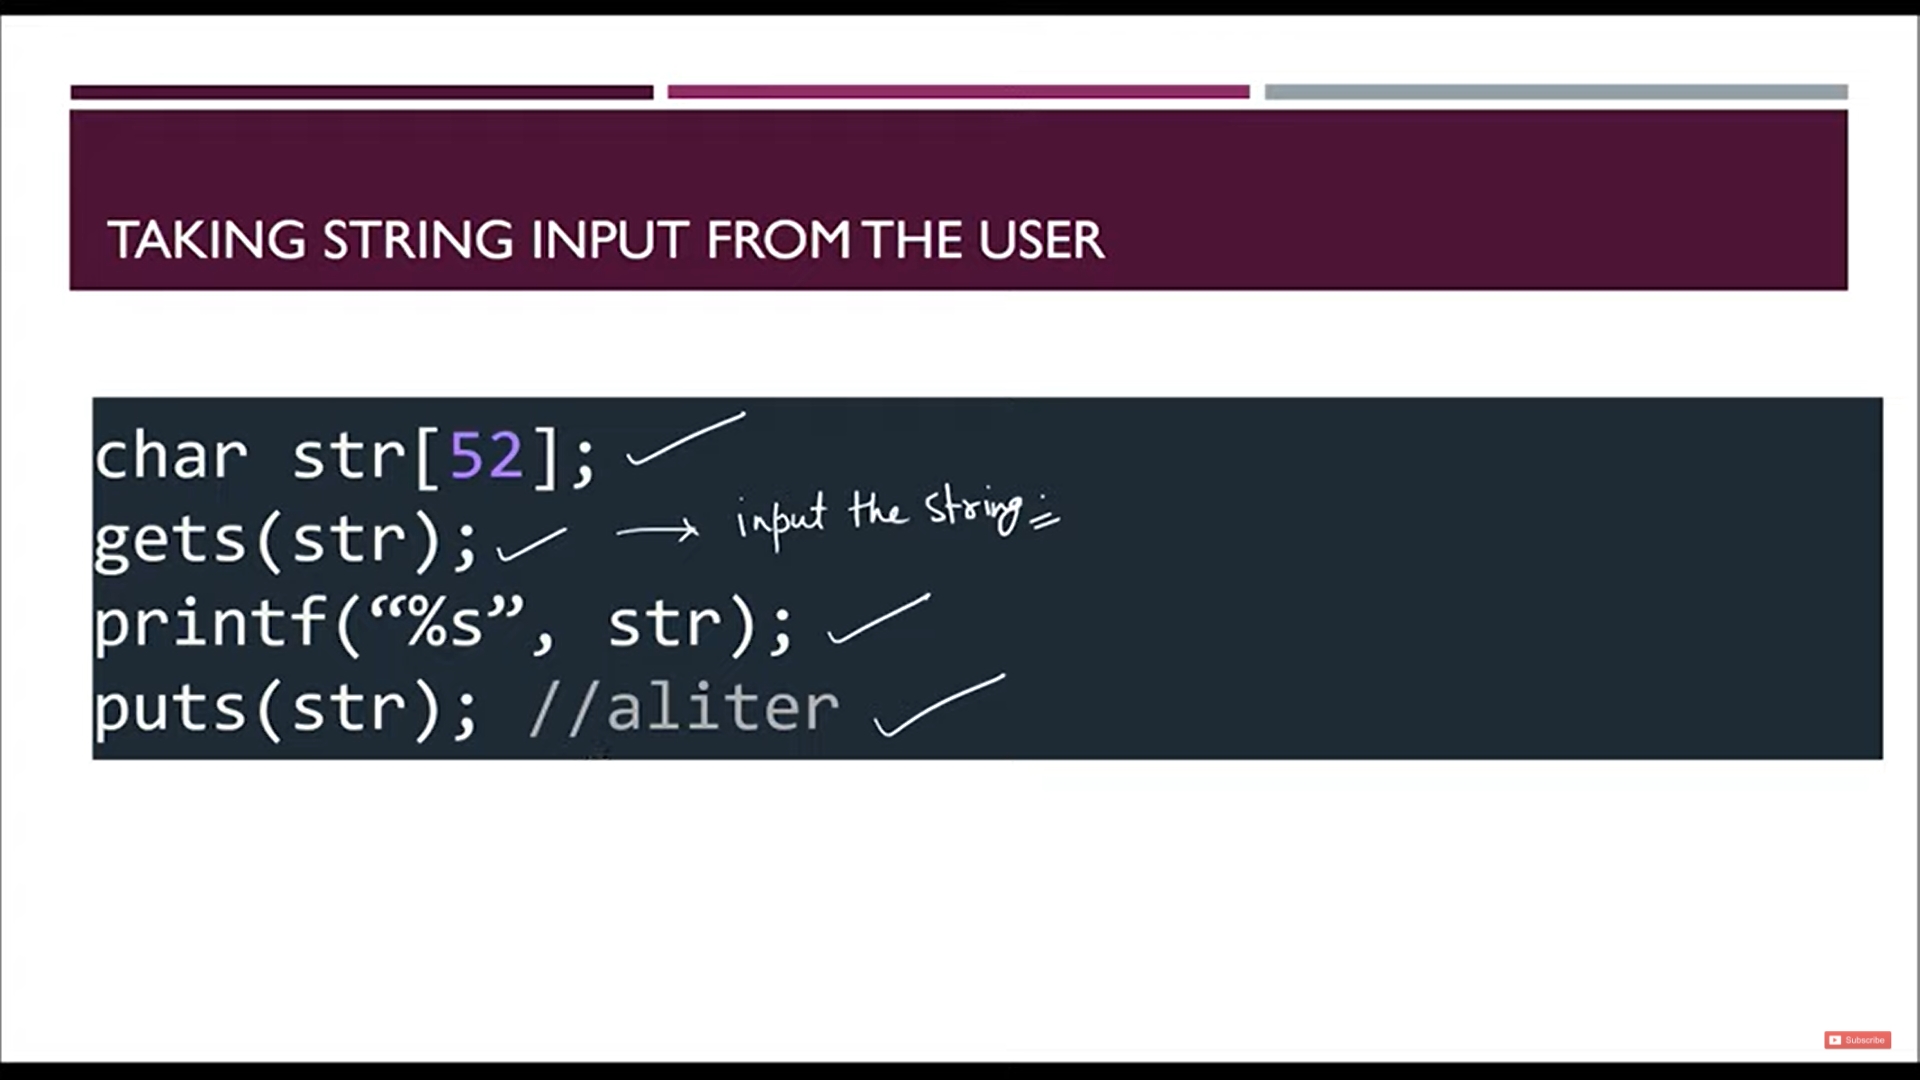 TAKING STRING INPUT FROM THE USER
char str[52];
gets(str); → input the string
printf(“%s”, str);
puts(str); //aliter
Subscribe